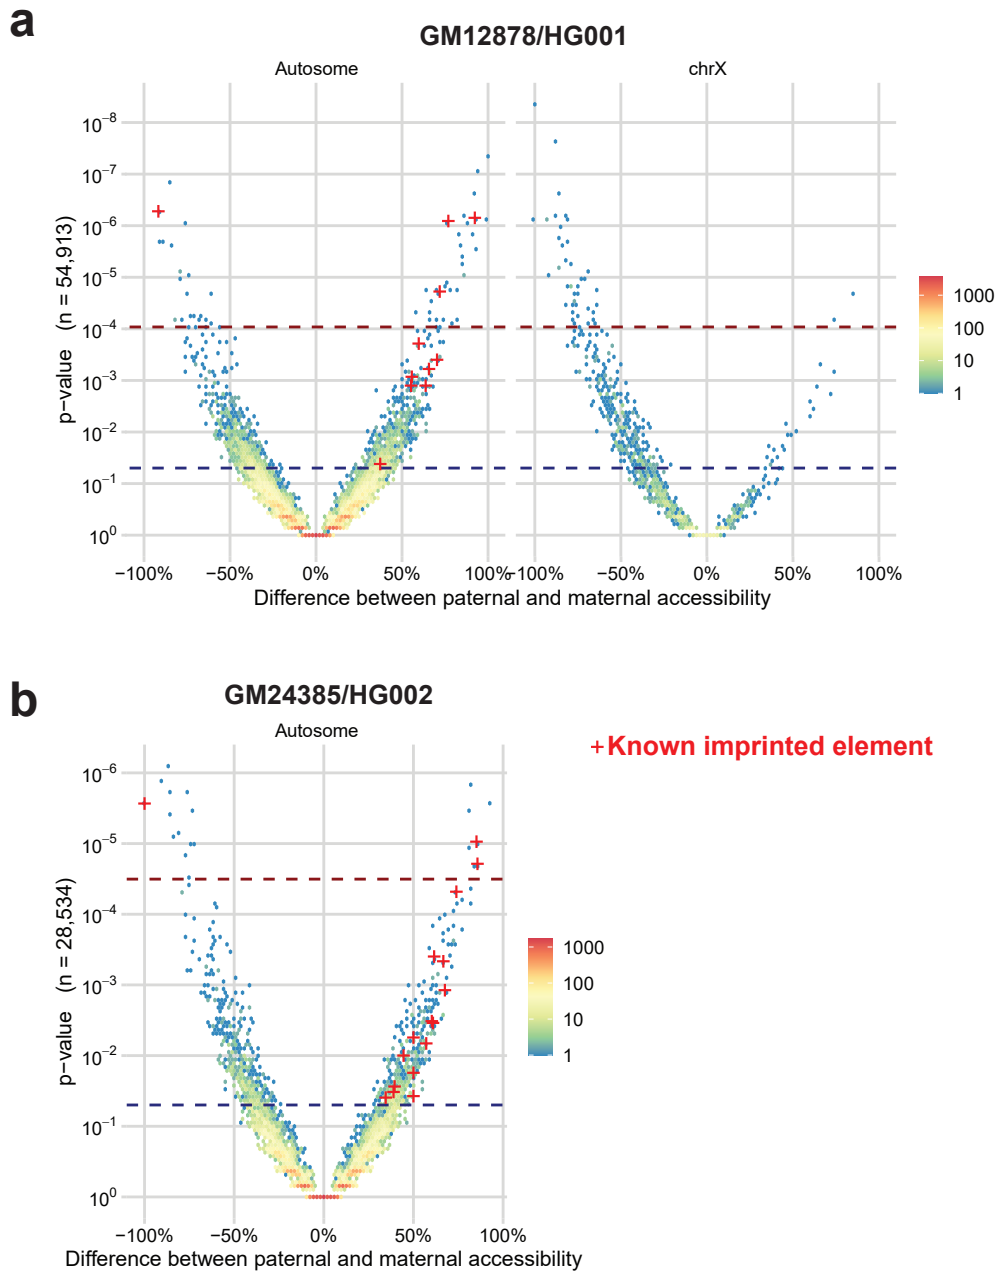 a
GM12878/HG001
Autosome
chrX
10⁻⁸
10⁻⁷
10⁻⁶
10⁻⁵
10⁻⁴
10⁻³
10⁻²
10⁻¹
10⁰
p−value (n = 54,913)
−100% −50% 0% 50% 100%
−100% −50% 0% 50% 100%
Difference between paternal and maternal accessibility
1000
100
10
1
b
GM24385/HG002
Autosome
+Known imprinted element
10⁻⁶
10⁻⁵
10⁻⁴
10⁻³
10⁻²
10⁻¹
10⁰
p−value (n = 28,534)
−100% −50% 0% 50% 100%
Difference between paternal and maternal accessibility
1000
100
10
1